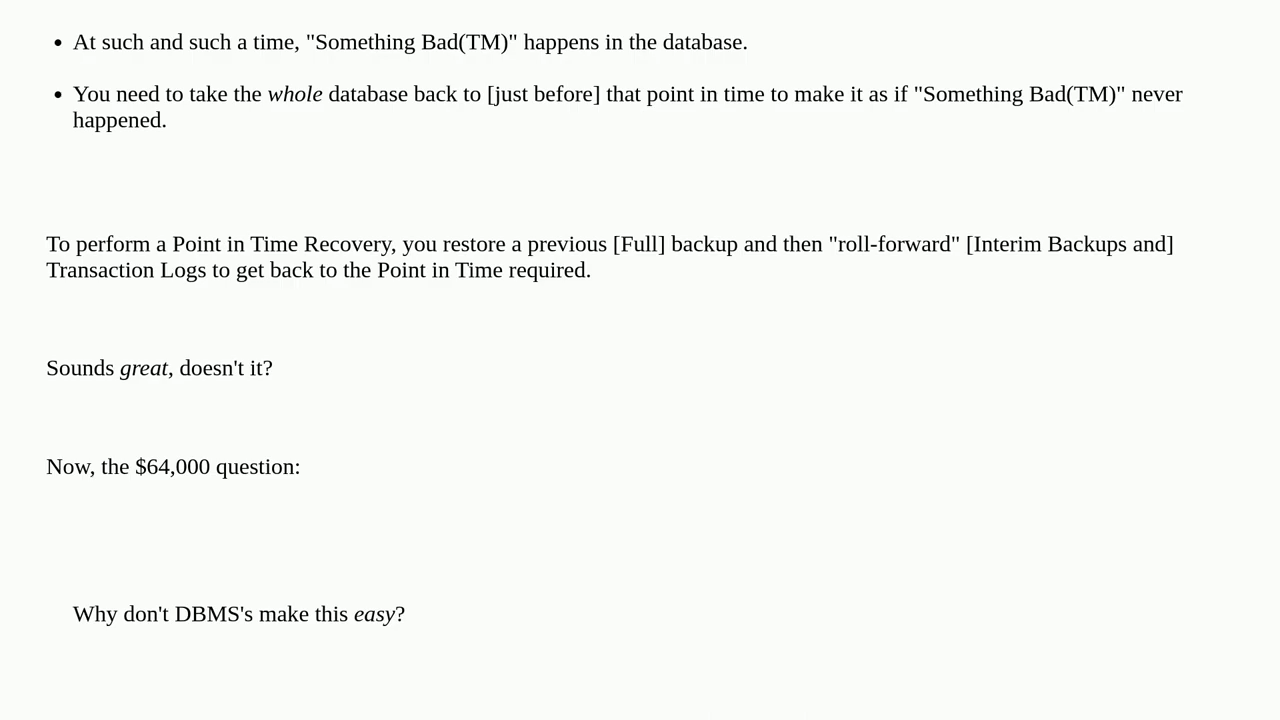 • At such and such a time, "Something Bad(TM)" happens in the database.
• You need to take the whole database back to [just before] that point in time to make it as if "Something Bad(TM)" never
happened.
To perform a Point in Time Recovery, you restore a previous [Full] backup and then "roll-forward" [Interim Backups and]
Transaction Logs to get back to the Point in Time required.
Sounds great, doesn't it?
Now, the $64,000 question:
Why don't DBMS's make this easy?